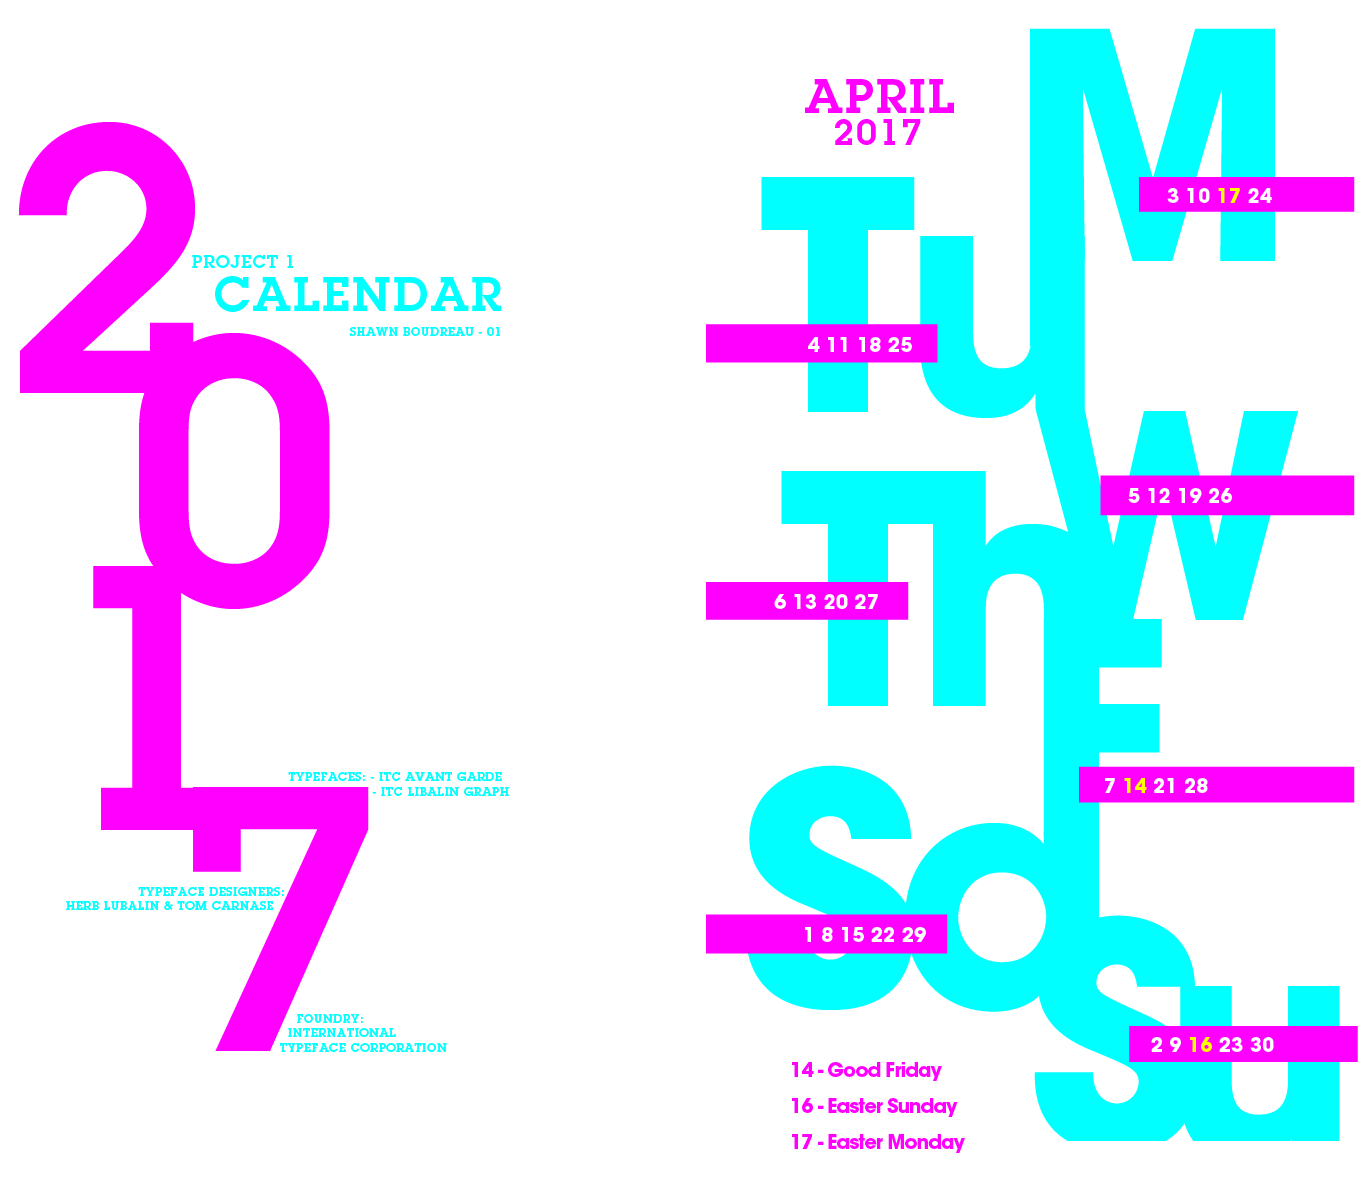 2017
PROJECT 1
CALENDAR
SHAWN BOUDREAU - 01
TYPEFACES: - ITC AVANT GARDE
- ITC LIBALIN GRAPH
TYPEFACE DESIGNERS:
HERB LUBALIN & TOM CARNASE
FOUNDRY:
INTERNATIONAL
TYPEFACE CORPORATION
APRIL
2017
M
3 10 17 24
Tu
4 11 18 25
W
5 12 19 26
Th
6 13 20 27
F
7 14 21 28
Sa
1 8 15 22 29
Su
2 9 16 23 30
14 - Good Friday
16 - Easter Sunday
17 - Easter Monday